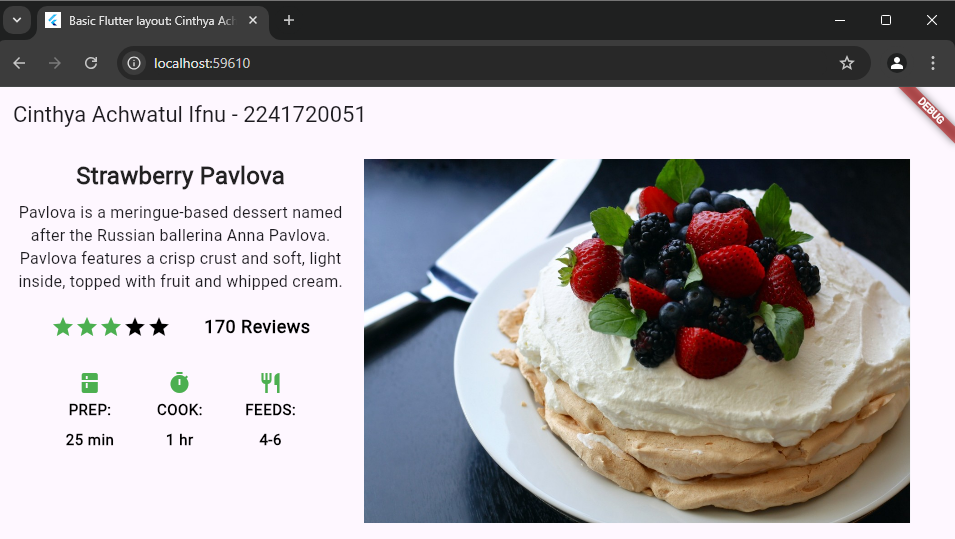 Basic Flutter layout: Cinthya Ach
localhost:59610
Cinthya Achwatul Ifnu - 2241720051
DEBUG
Strawberry Pavlova
Pavlova is a meringue-based dessert named
after the Russian ballerina Anna Pavlova.
Pavlova features a crisp crust and soft, light
inside, topped with fruit and whipped cream.
170 Reviews
PREP: COOK: FEEDS:
25 min 1 hr 4-6